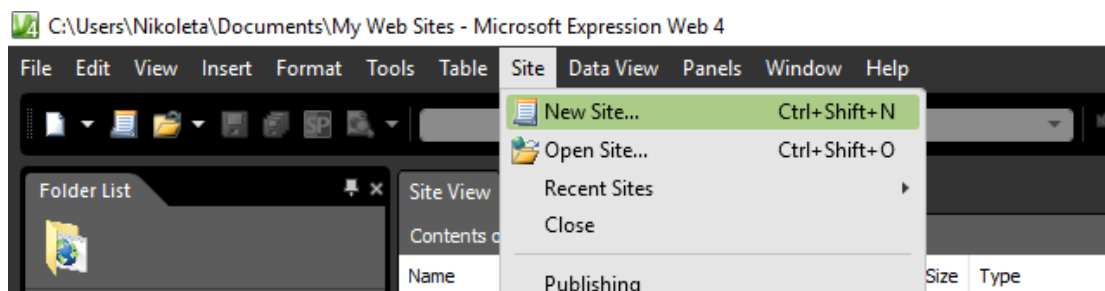 C:\Users\Nikoleta\Documents\My Web Sites - Microsoft Expression Web 4
File Edit View Insert Format Tools Table Site Data View Panels Window Help
New Site... Ctrl+Shift+N
SP
Open Site... Ctrl+Shift+O
Folder List
Site View
Recent Sites
Contents
Close
Name
Publishing
Size Type